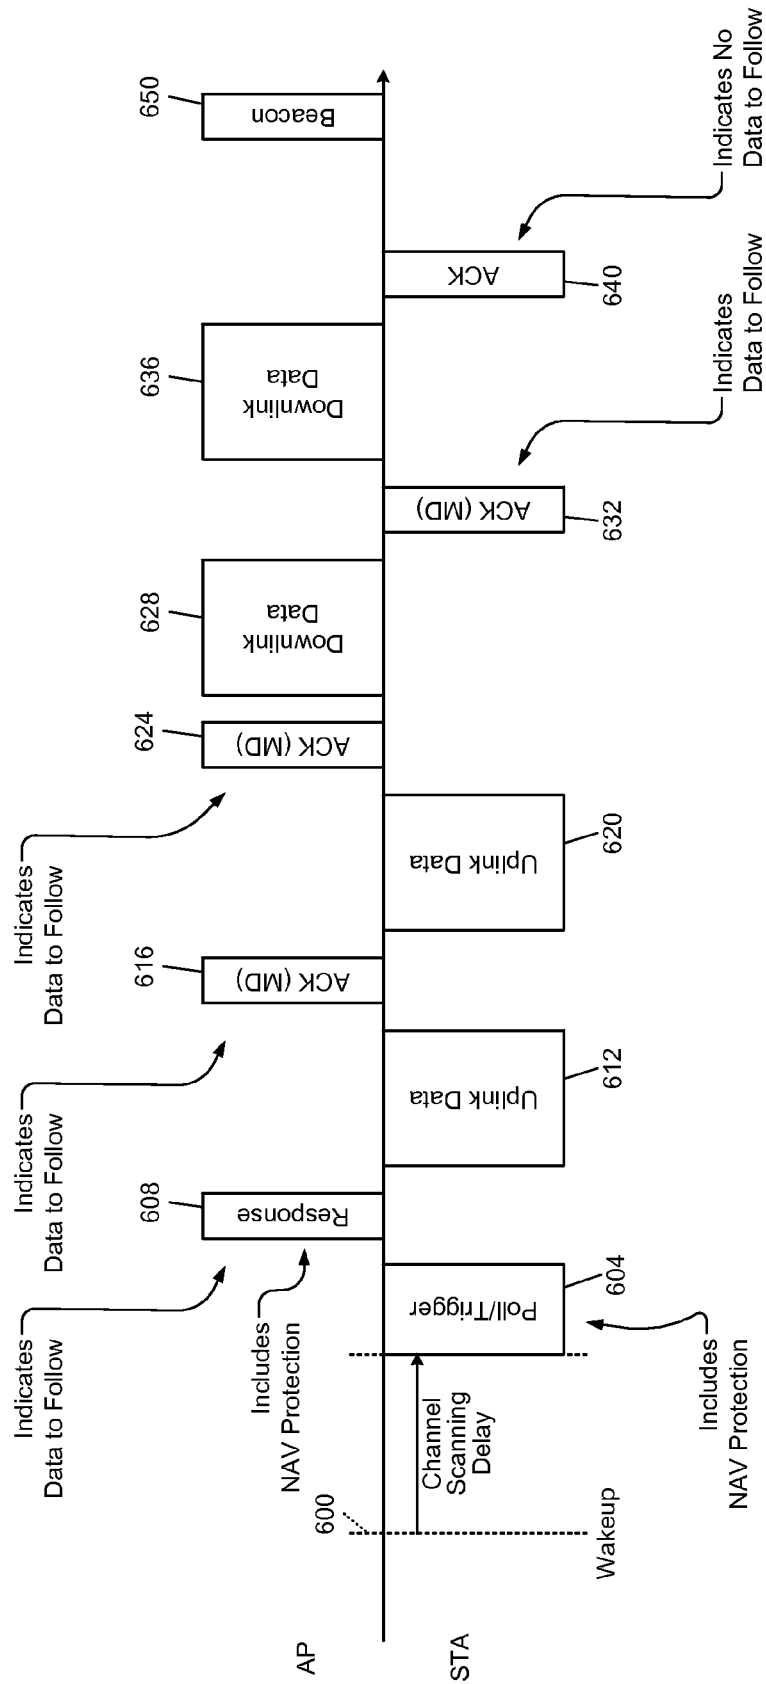 AP
STA
600
Wakeup
Channel
Scanning
Delay
Indicates
Data to Follow
Includes
NAV Protection
608
Response
Poll/Trigger
604
Includes
NAV Protection
Indicates
Data to Follow
616
ACK (MD)
Uplink Data
612
Indicates
Data to Follow
624
ACK (MD)
Uplink Data
620
628
Downlink
Data
ACK (MD)
632
Indicates
Data to Follow
636
Downlink
Data
ACK
640
Indicates No
Data to Follow
650
Beacon